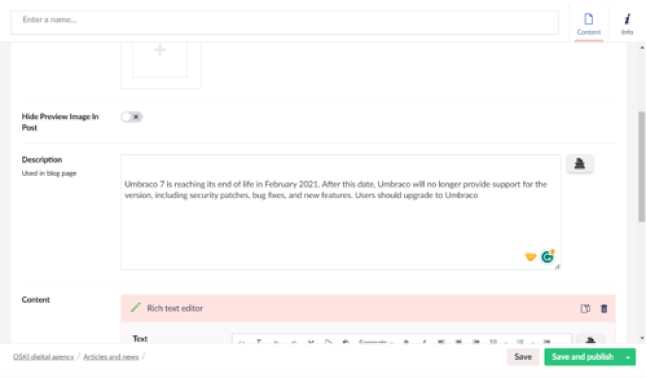 Enter a name...
Content
Info
Hide Preview Image In
Post
Description
Used in blog page
Umbraco 7 is reaching its end of life in February 2021. After this date, Umbraco will no longer provide support for the
version, including security patches, bug fixes, and new features. Users should upgrade to Umbraco
Content
Rich text editor
Text
OSKI digital agency / Articles and news /
Save
Save and publish